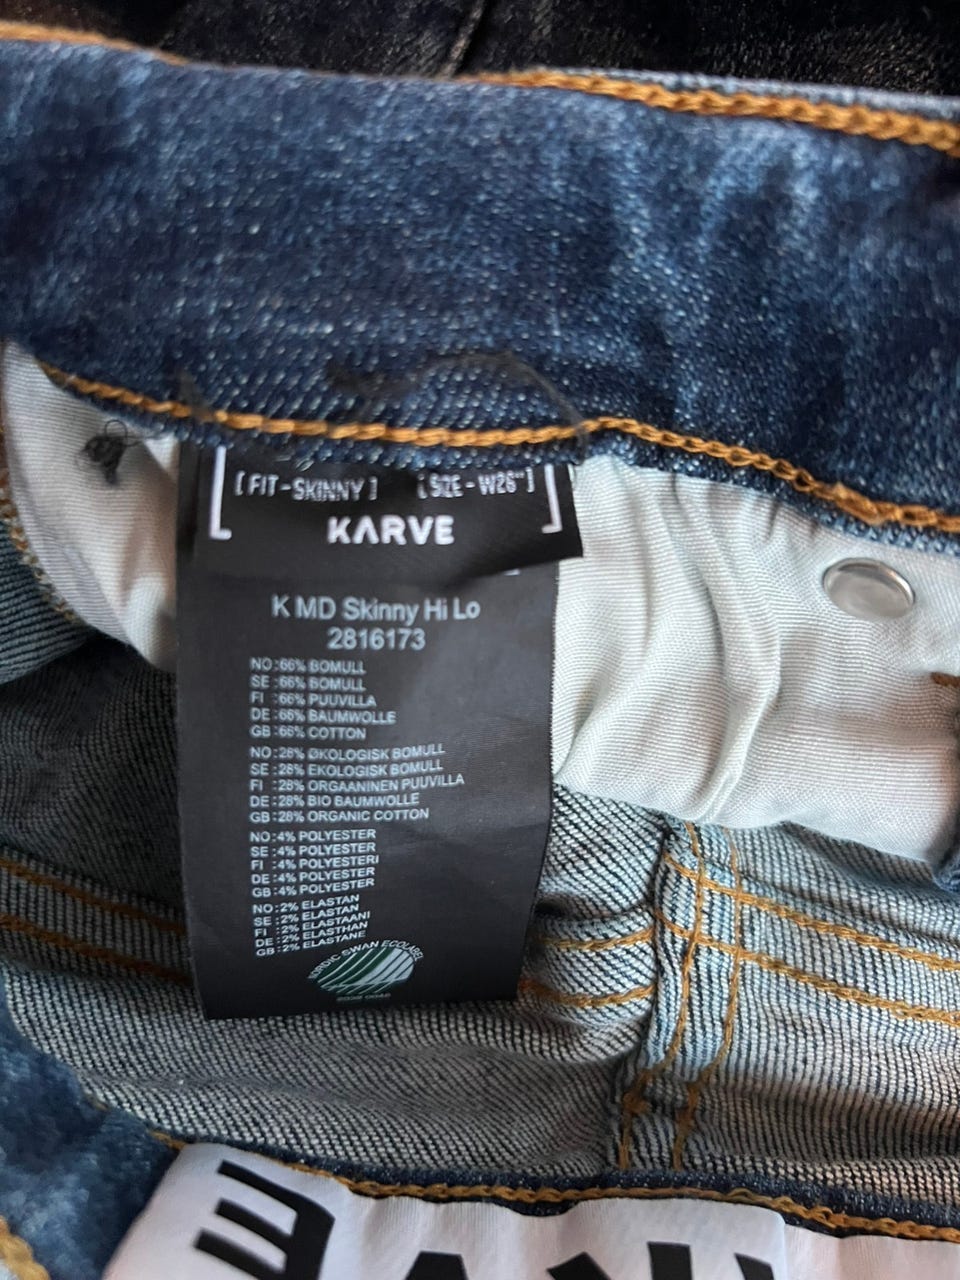 [FIT-SKINNY] [SIZE-W26"]
KARVE
K MD Skinny Hi Lo
2816173
NO:66% BOMULL
SE:66% BOMULL
FI :66% PUUVILLA
DE:66% BAUMWOLLE
GB:66% COTTON
NO:28% ØKOLOGISK BOMULL
SE:28% EKOLOGISK BOMULL
FI :28% ORGAANINEN PUUVILLA
DE:28% BIO BAUMWOLLE
GB:28% ORGANIC COTTON
NO:4% POLYESTER
SE:4% POLYESTER
FI :4% POLYESTERI
DE:4% POLYESTER
GB:4% POLYESTER
NO:2% ELASTAN
SE:2% ELASTAN
FI :2% ELASTAANI
DE:2% ELASTHAN
GB:2% ELASTANE
NORDIC SWAN ECOLABEL